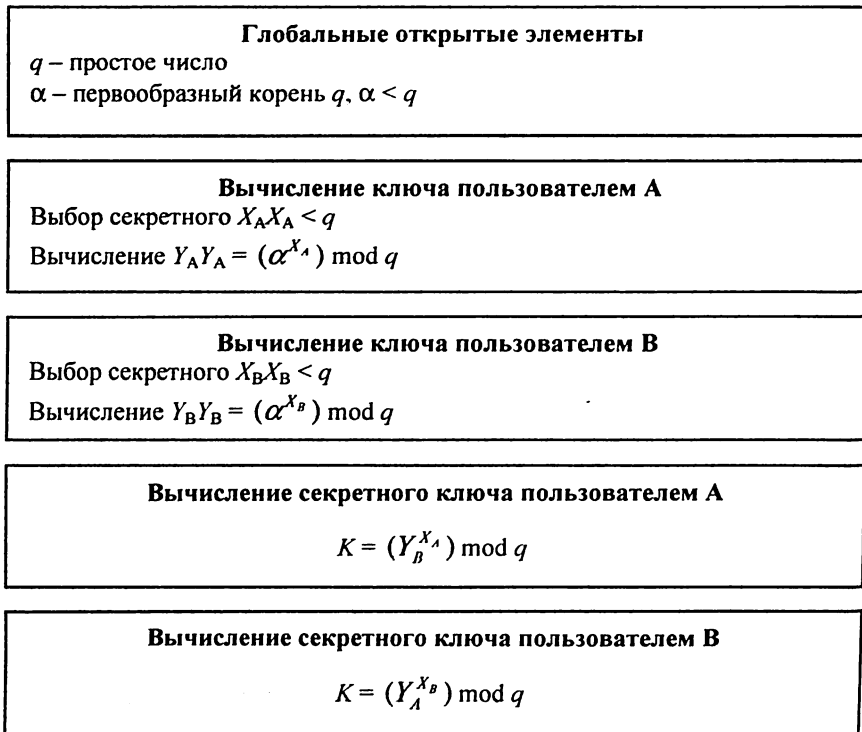 Глобальные открытые элементы
q – простое число
α – первообразный корень q, α < q
Вычисление ключа пользователем А
Выбор секретного X_AX_A < q
Вычисление Y_AY_A = (α^{X_A}) mod q
Вычисление ключа пользователем В
Выбор секретного X_BX_B < q
Вычисление Y_BY_B = (α^{X_B}) mod q
Вычисление секретного ключа пользователем А
K = (Y_B^{X_A}) mod q
Вычисление секретного ключа пользователем В
K = (Y_A^{X_B}) mod q